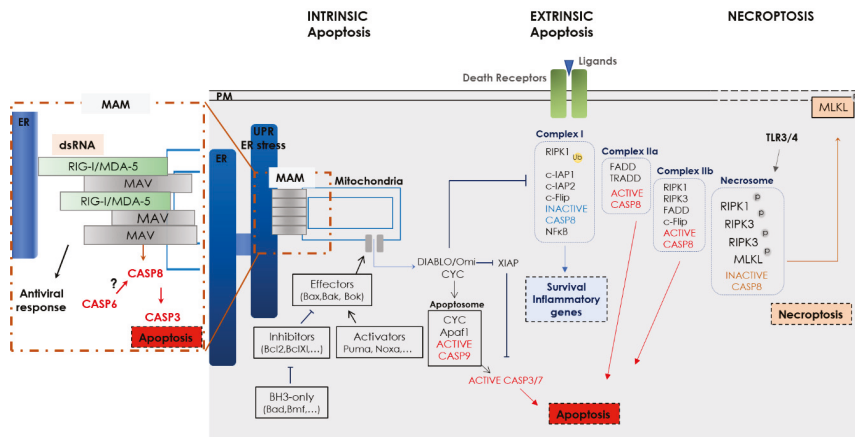 INTRINSIC
Apoptosis
EXTRINSIC
Apoptosis
NECROPTOSIS
Ligands
Death Receptors
PM
MLKL
MAM
ER
dsRNA
RIG-I/MDA-5
MAV
RIG-I/MDA-5
MAV
MAV
Antiviral
response
?
CASP6
CASP8
CASP3
Apoptosis
ER
UPR
ER stress
MAM
Mitochondria
Effectors
(Bax,Bak, Bok)
Inhibitors
(Bcl2,BclXl,...)
Activators
Puma, Noxa,...
BH3-only
(Bad,Bmf,...)
DIABLO/Omi
CYC
XIAP
Apoptosome
CYC
Apaf1
ACTIVE
CASP9
ACTIVE CASP3/7
Apoptosis
Complex I
RIPK1
Ub
c-IAP1
c-IAP2
c-Flip
INACTIVE
CASP8
NFκB
Survival
Inflammatory
genes
Complex IIa
FADD
TRADD
ACTIVE
CASP8
Complex IIb
RIPK1
RIPK3
FADD
c-Flip
ACTIVE
CASP8
TLR3/4
Necrosome
RIPK1
p
RIPK3
p
RIPK3
p
MLKL
INACTIVE
CASP8
Necroptosis